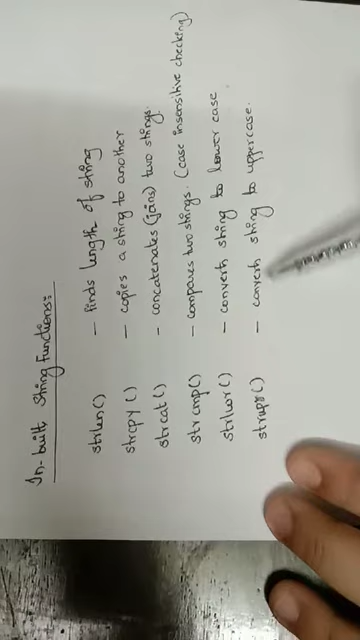 In-built String Functions:
strlen() - finds length of string
strcpy() - copies a string to another
strcat() - concatenates (joins) two strings.
strcmp() - compares two strings. (case insensitive checking)
strlwr() - converts string to lower case
strupr() - converts string to uppercase.